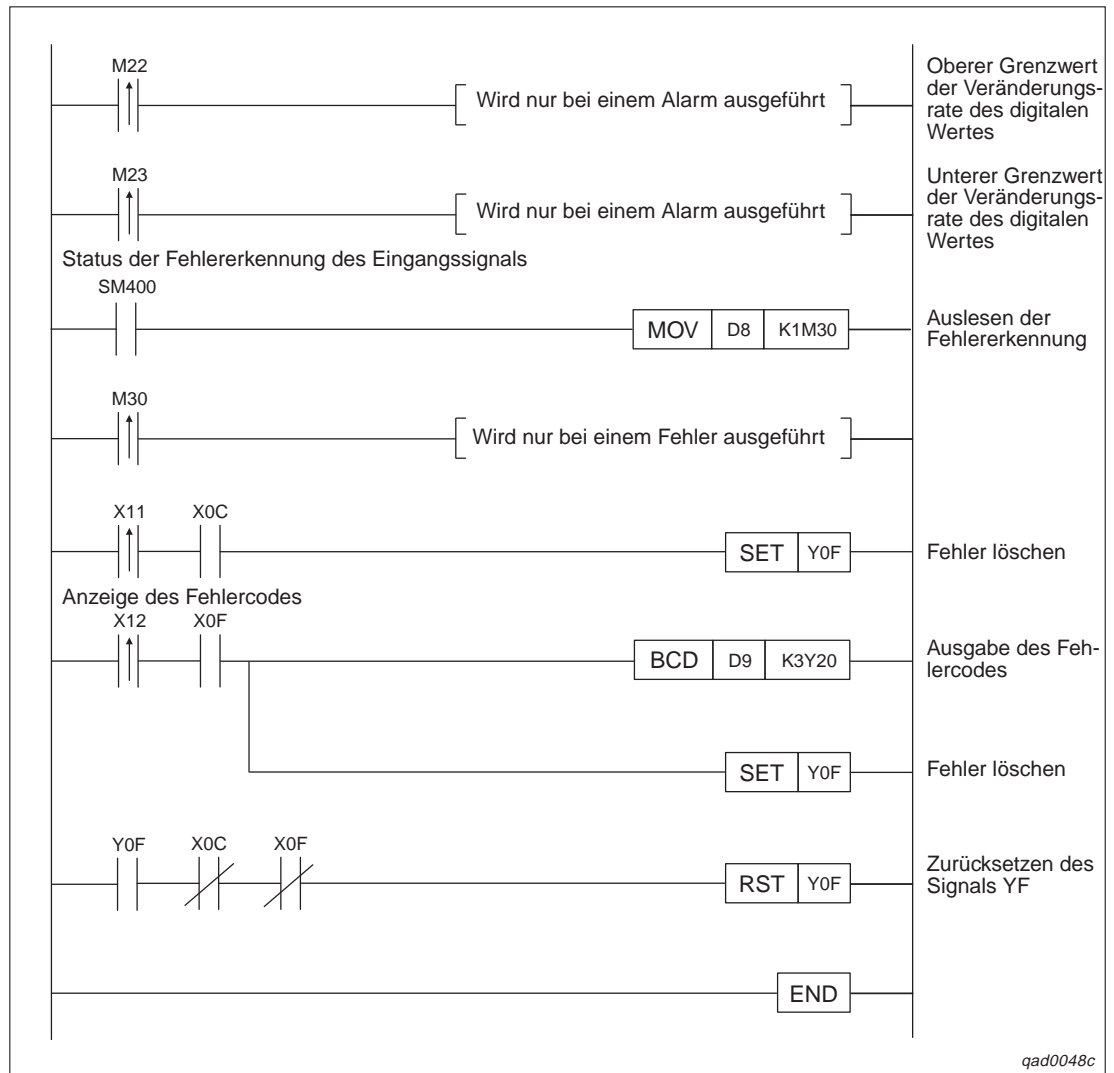 M22
Wird nur bei einem Alarm ausgeführt
Oberer Grenzwert
der Veränderungs-
rate des digitalen
Wertes
M23
Wird nur bei einem Alarm ausgeführt
Unterer Grenzwert
der Veränderungs-
rate des digitalen
Wertes
Status der Fehlererkennung des Eingangssignals
SM400
MOV D8 K1M30
Auslesen der
Fehlererkennung
M30
Wird nur bei einem Fehler ausgeführt
X11 X0C
SET Y0F
Fehler löschen
Anzeige des Fehlercodes
X12 X0F
BCD D9 K3Y20
Ausgabe des Feh-
lercodes
SET Y0F
Fehler löschen
Y0F X0C X0F
RST Y0F
Zurücksetzen des
Signals YF
END
qad0048c